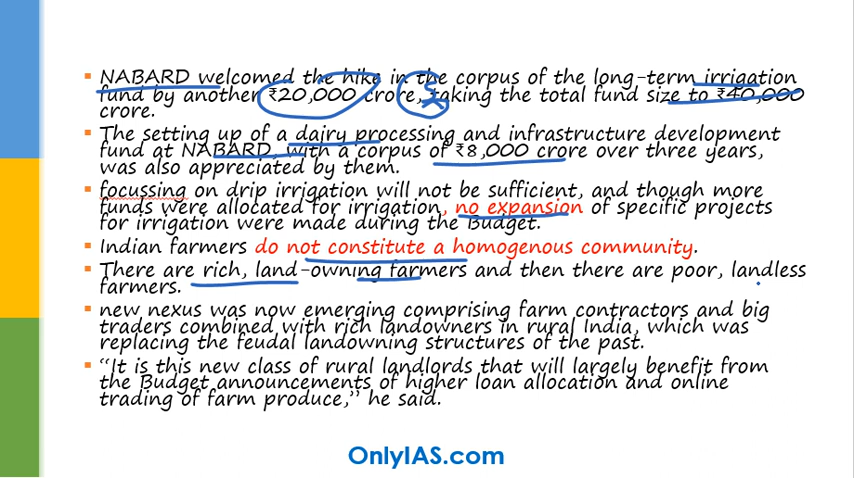 NABARD welcomed the hike in the corpus of the long-term irrigation
fund by another ₹20,000 crore, taking the total fund size to ₹40,000
crore.
The setting up of a dairy processing and infrastructure development
fund at NABARD, with a corpus of ₹8,000 crore over three years,
was also appreciated by them.
focussing on drip irrigation will not be sufficient, and though more
funds were allocated for irrigation, no expansion of specific projects
for irrigation were made during the Budget.
Indian farmers do not constitute a homogenous community.
There are rich, land-owning farmers and then there are poor, landless
farmers.
new nexus was now emerging comprising farm contractors and big
traders combined with rich landowners in rural India, which was
replacing the feudal landowning structures of the past.
“It is this new class of rural landlords that will largely benefit from
the Budget announcements of higher loan allocation and online
trading of farm produce,” he said.
OnlyIAS.com